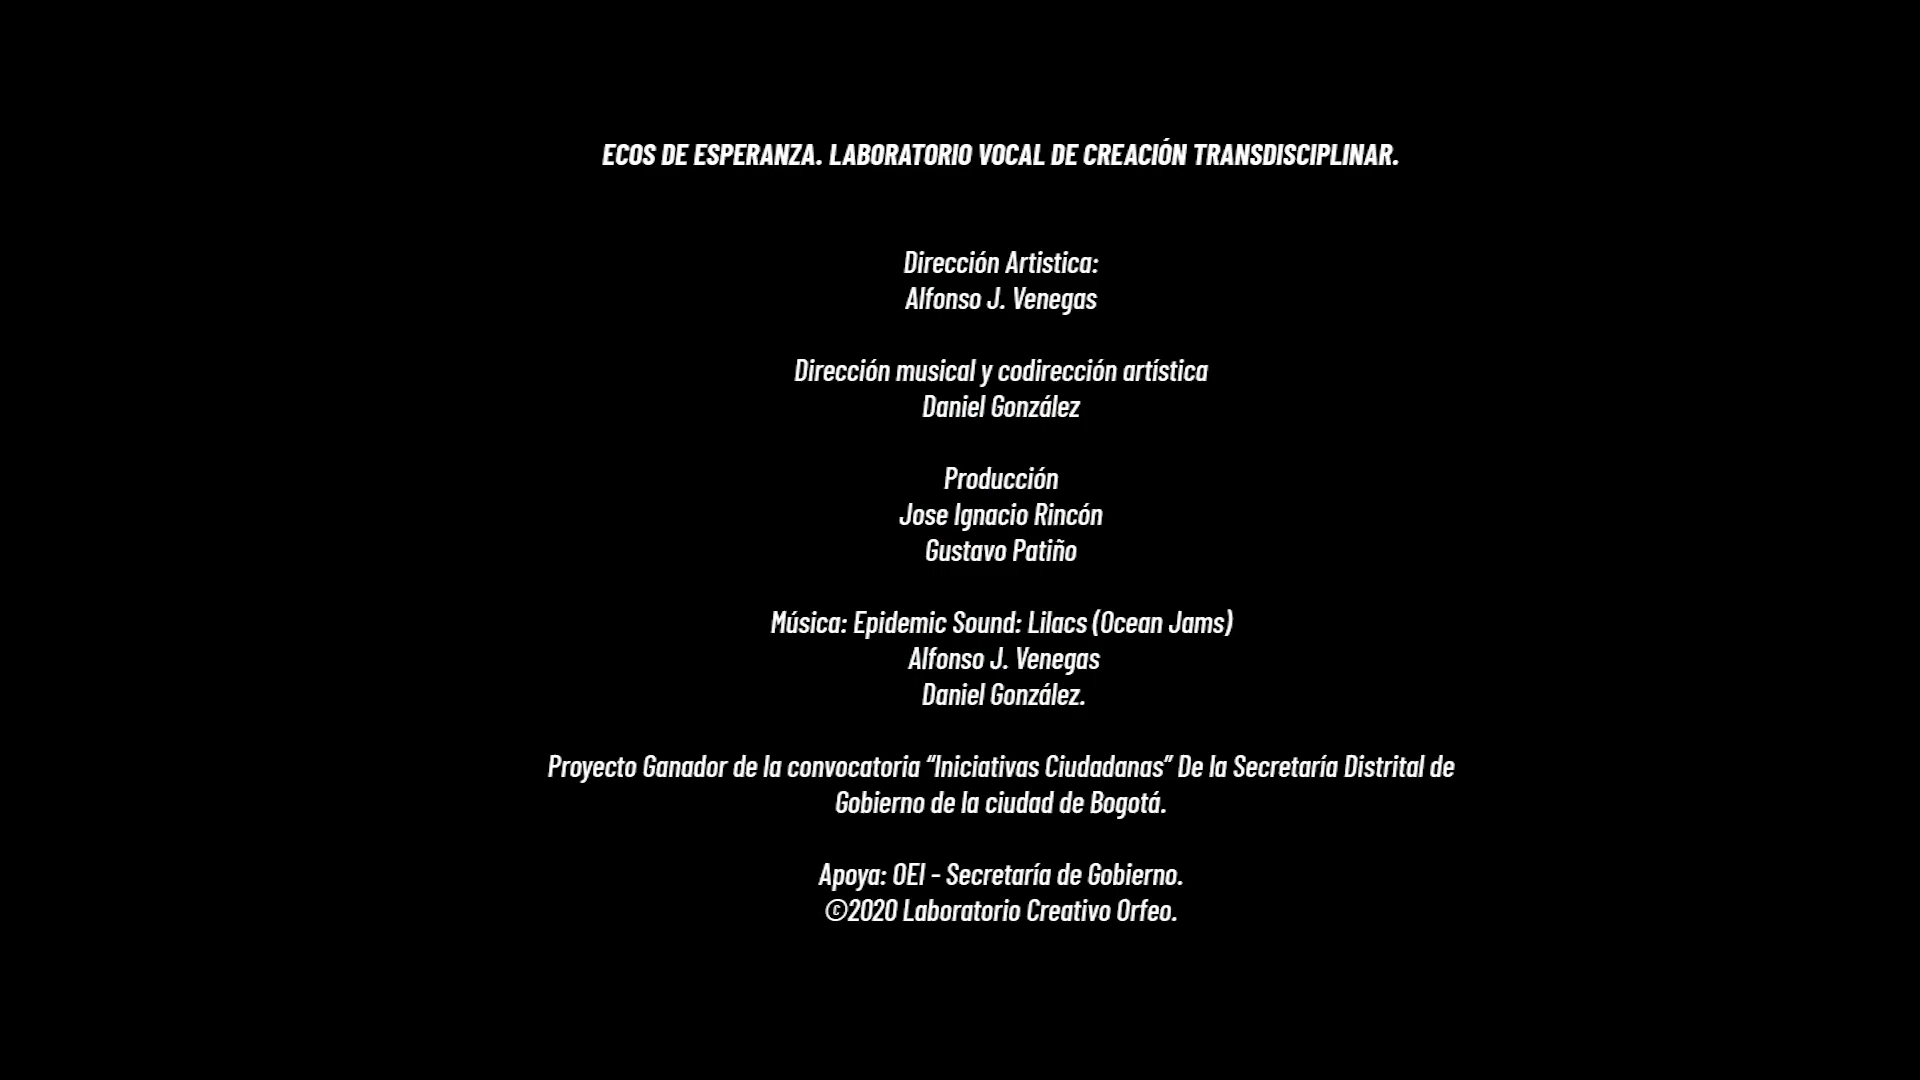 ECOS DE ESPERANZA. LABORATORIO VOCAL DE CREACIÓN TRANSDISCIPLINAR.
Dirección Artistica:
Alfonso J. Venegas
Dirección musical y codirección artística
Daniel González
Producción
Jose Ignacio Rincón
Gustavo Patiño
Música: Epidemic Sound: Lilacs (Ocean Jams)
Alfonso J. Venegas
Daniel González.
Proyecto Ganador de la convocatoria “Iniciativas Ciudadanas” De la Secretaría Distrital de
Gobierno de la ciudad de Bogotá.
Apoya: OEI - Secretaría de Gobierno.
©2020 Laboratorio Creativo Orfeo.